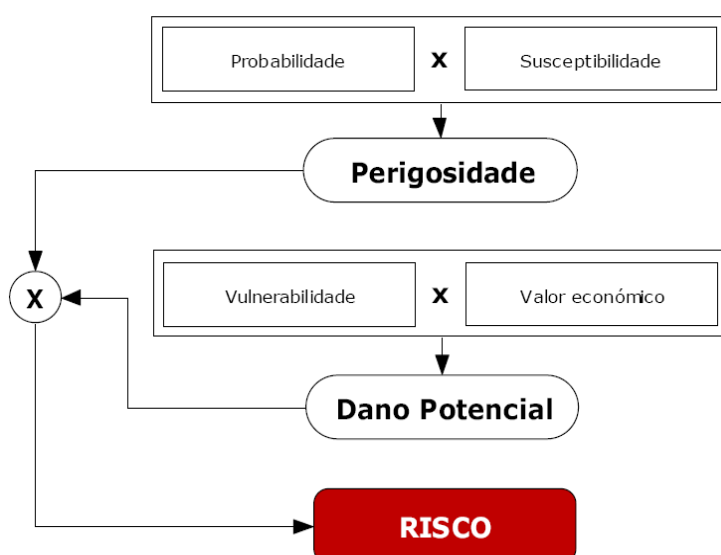 Probabilidade x Susceptibilidade
Perigosidade
X
Vulnerabilidade x Valor económico
Dano Potencial
RISCO